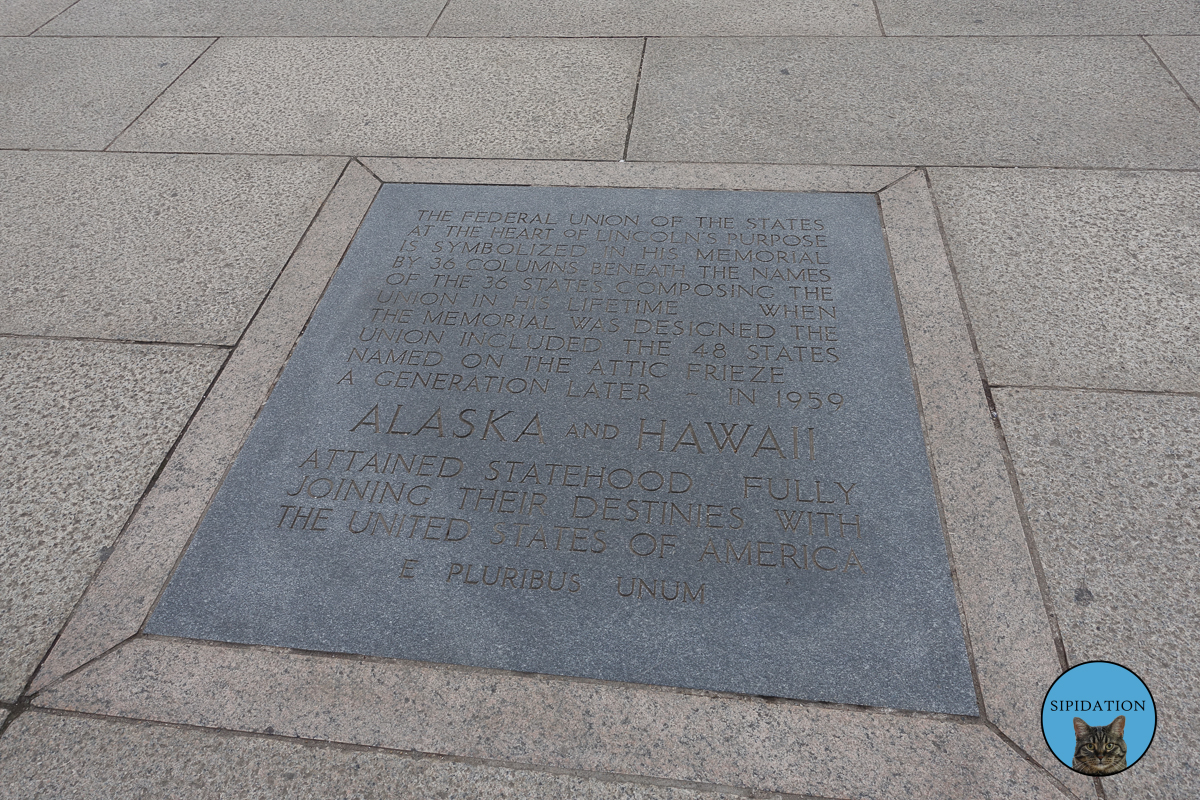 THE FEDERAL UNION OF THE STATES
AT THE HEART OF LINCOLN'S PURPOSE
IS SYMBOLIZED IN HIS MEMORIAL
BY 36 COLUMNS BENEATH THE NAMES
OF THE 36 STATES COMPOSING THE
UNION IN HIS LIFETIME WHEN
THE MEMORIAL WAS DESIGNED THE
UNION INCLUDED THE 48 STATES
NAMED ON THE ATTIC FRIEZE
A GENERATION LATER - IN 1959
ALASKA AND HAWAII
ATTAINED STATEHOOD FULLY
JOINING THEIR DESTINIES WITH
THE UNITED STATES OF AMERICA
E PLURIBUS UNUM
SIPIDATION